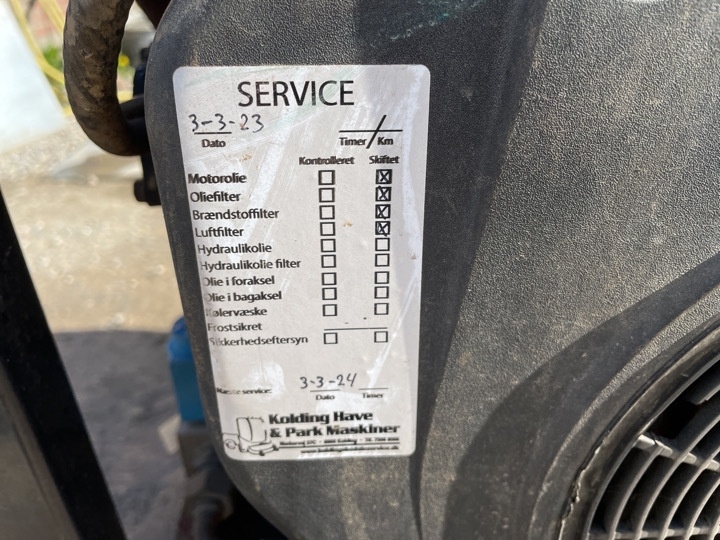 SERVICE
3-3-23
Dato Timer/Km
Kontrolleret Skiftet
Motorolie
Oliefilter
Brændstoffilter
Luftfilter
Hydraulikolie
Hydraulikolie filter
Olie i foraksel
Olie i bagaksel
Kølervæske
Frostsikret
Sikkerhedseftersyn
Næste service: 3-3-24
Dato Timer
Kolding Have
& Park Maskiner